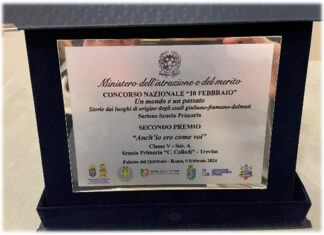 Ministero dell'istruzione e del merito
CONCORSO NAZIONALE "10 FEBBRAIO"
Un mondo e un passato
Storie dai luoghi di origine degli esuli giuliano-fiumano-dalmati
Sezione Scuola Primaria
SECONDO PREMIO
"Anch'io ero come voi"
Classe V - Sez. A
Scuola Primaria "C. Collodi" - Treviso
Palazzo del Quirinale - Roma, 9 febbraio 2024